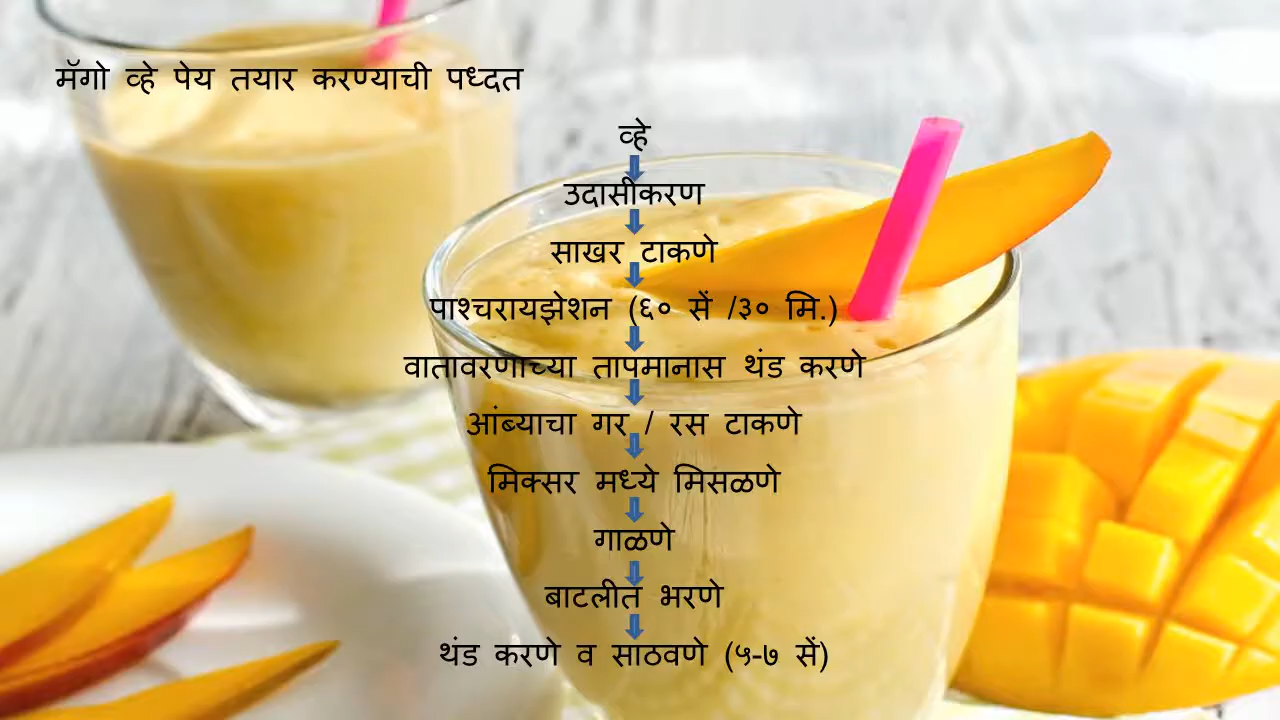 मॅगो व्हे पेय तयार करण्याची पध्दत
व्हे
उदासीकरण
साखर टाकणे
पाश्चरायझेशन (६० सें /३० मि.)
वातावरणाच्या तापमानास थंड करणे
आंब्याचा गर / रस टाकणे
मिक्सर मध्ये मिसळणे
गाळणे
बाटलीत भरणे
थंड करणे व साठवणे (५-७ सें)